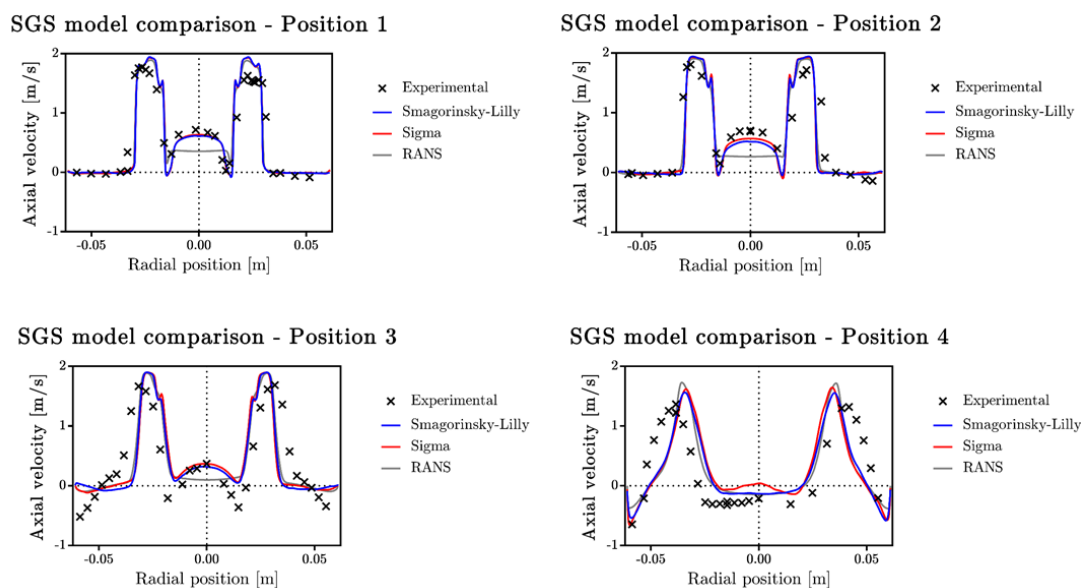 SGS model comparison - Position 1
2
1
0
-1
Axial velocity [m/s]
-0.05
0.00
0.05
Radial position [m]
Experimental
Smagorinsky-Lilly
Sigma
RANS
SGS model comparison - Position 2
2
1
0
-1
Axial velocity [m/s]
-0.05
0.00
0.05
Radial position [m]
Experimental
Smagorinsky-Lilly
Sigma
RANS
SGS model comparison - Position 3
2
1
0
-1
Axial velocity [m/s]
-0.05
0.00
0.05
Radial position [m]
Experimental
Smagorinsky-Lilly
Sigma
RANS
SGS model comparison - Position 4
2
1
0
-1
Axial velocity [m/s]
-0.05
0.00
0.05
Radial position [m]
Experimental
Smagorinsky-Lilly
Sigma
RANS